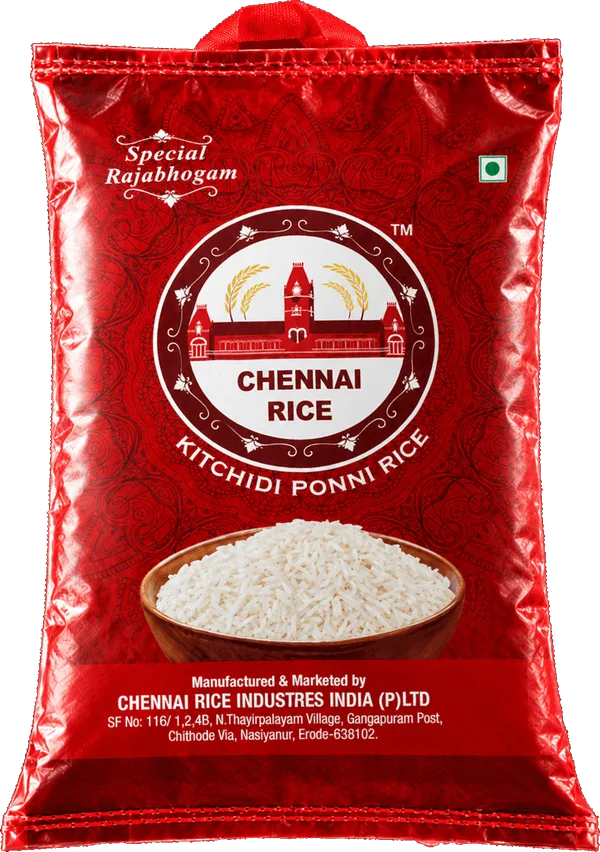 Special
Rajabhogam
TM
CHENNAI
RICE
KITCHIDI PONNI RICE
Manufactured & Marketed by
CHENNAI RICE INDUSTRES INDIA (P)LTD
SF No: 116/ 1,2,4B, N.Thayirpalayam Village, Gangapuram Post,
Chithode Via, Nasiyanur, Erode-638102.